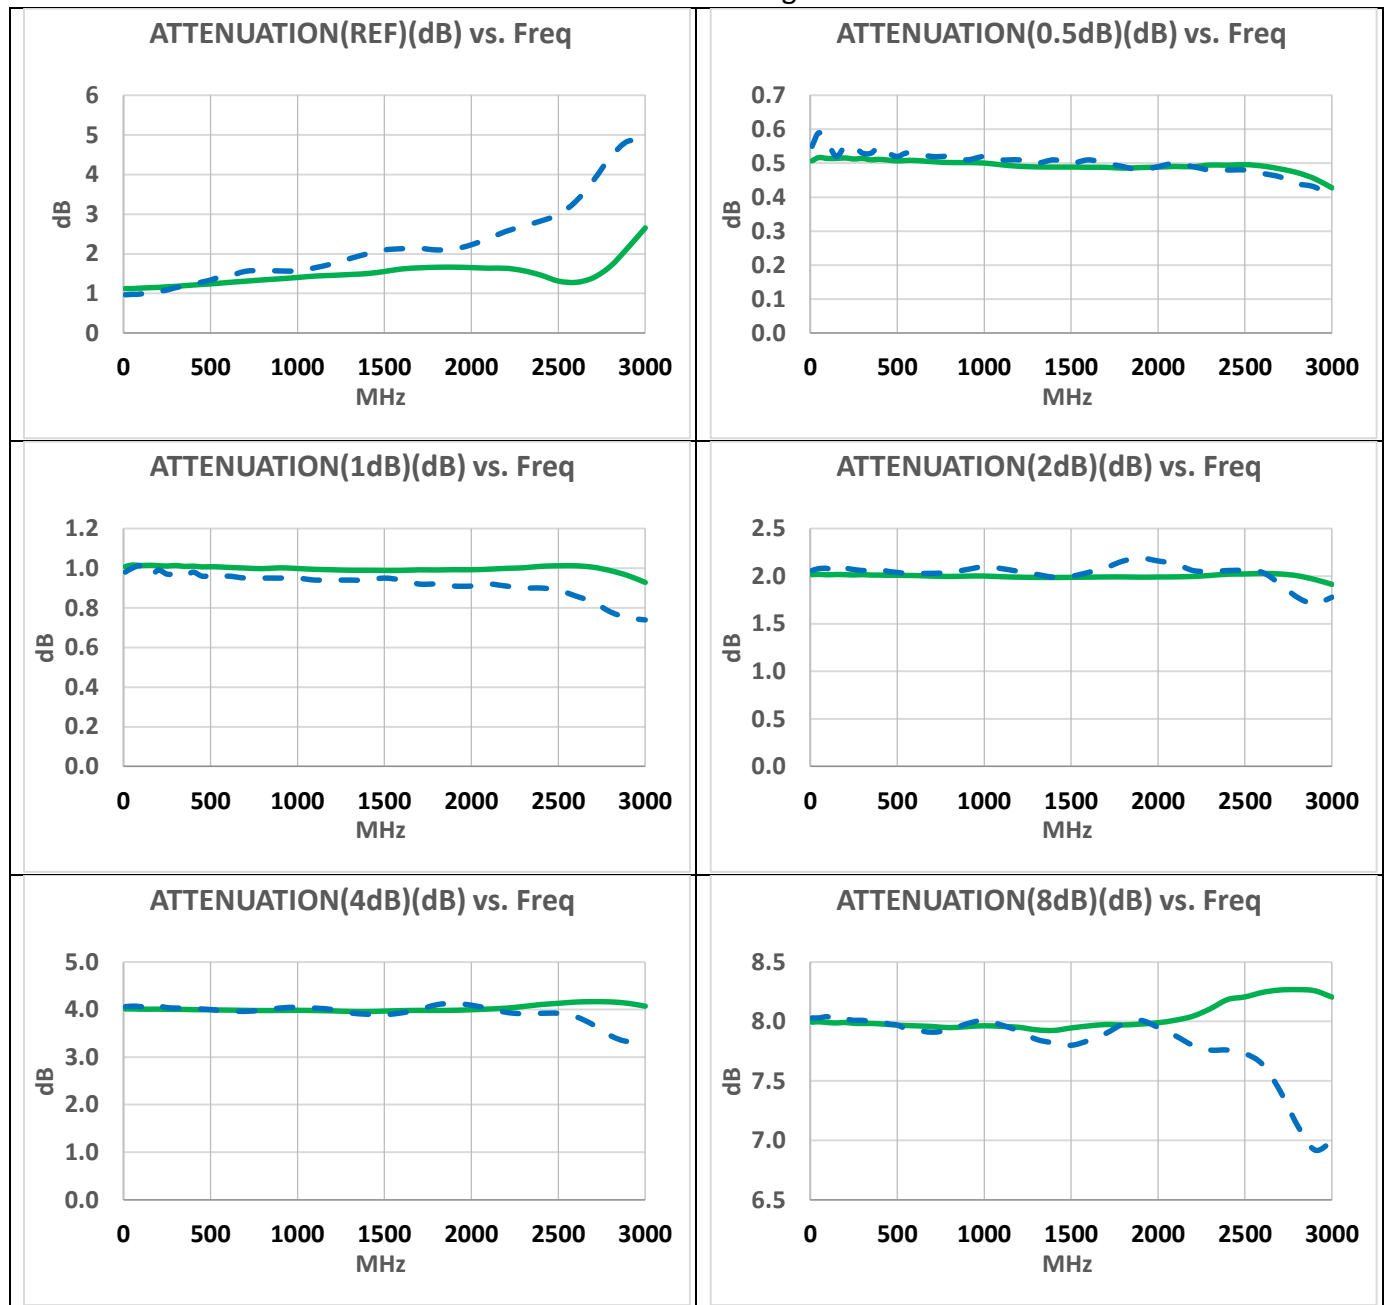 ATTENUATION(REF)(dB) vs. Freq
6
5
4
3
2
1
0
dB
0 500 1000 1500 2000 2500 3000
MHz
ATTENUATION(0.5dB)(dB) vs. Freq
0.7
0.6
0.5
0.4
0.3
0.2
0.1
0.0
dB
0 500 1000 1500 2000 2500 3000
MHz
ATTENUATION(1dB)(dB) vs. Freq
1.2
1.0
0.8
0.6
0.4
0.2
0.0
dB
0 500 1000 1500 2000 2500 3000
MHz
ATTENUATION(2dB)(dB) vs. Freq
2.5
2.0
1.5
1.0
0.5
0.0
dB
0 500 1000 1500 2000 2500 3000
MHz
ATTENUATION(4dB)(dB) vs. Freq
5.0
4.0
3.0
2.0
1.0
0.0
dB
0 500 1000 1500 2000 2500 3000
MHz
ATTENUATION(8dB)(dB) vs. Freq
8.5
8.0
7.5
7.0
6.5
dB
0 500 1000 1500 2000 2500 3000
MHz